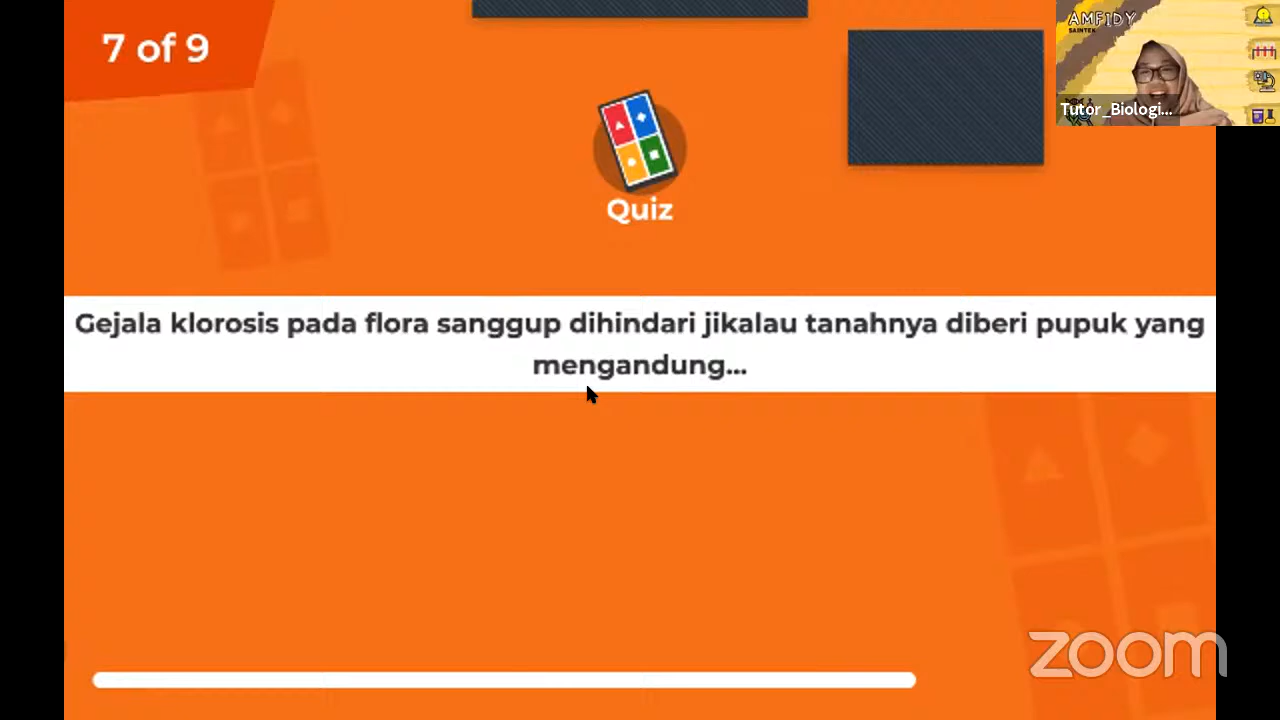 7 of 9
AMFIDY
SAINTEK
Tutor_Biologi...
Quiz
Gejala klorosis pada flora sanggup dihindari jikalau tanahnya diberi pupuk yang
mengandung...
zoom